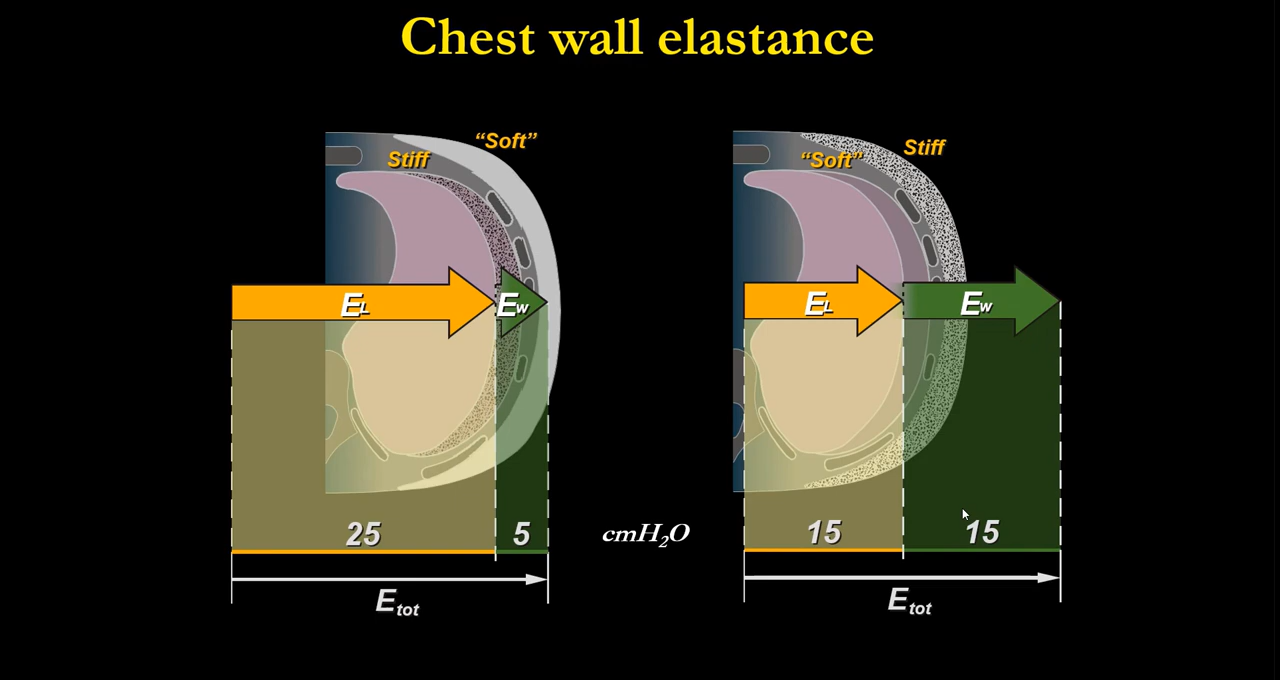 Chest wall elastance
“Soft”
Stiff
EL
Ew
25
5
Etot
cmH2O
Stiff
“Soft”
EL
Ew
15
15
Etot